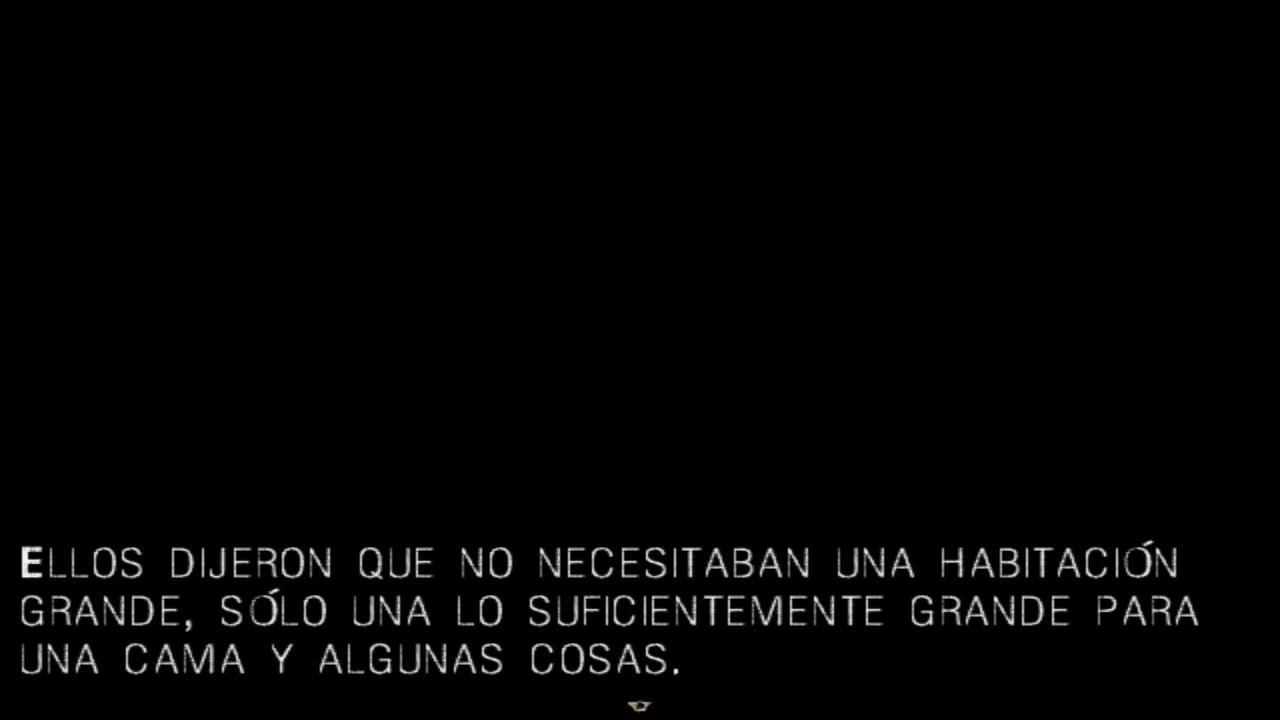 ELLOS DIJERON QUE NO NECESITABAN UNA HABITACIÓN
GRANDE, SÓLO UNA LO SUFICIENTEMENTE GRANDE PARA
UNA CAMA Y ALGUNAS COSAS.